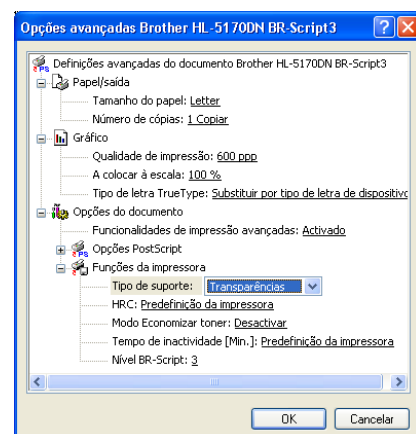 Opções avançadas Brother HL-5170DN BR-Script3
Definições avançadas do documento Brother HL-5170DN BR-Script3
Papel/saída
Tamanho do papel: Letter
Número de cópias: 1 Copiar
Gráfico
Qualidade de impressão: 600 ppp
A colocar à escala: 100 %
Tipo de letra TrueType: Substituir por tipo de letra de dispositivo
Opções do documento
Funcionalidades de impressão avançadas: Activado
Opções PostScript
Funções da impressora
Tipo de suporte: Transparências
HRC: Predefinição da impressora
Modo Economizar toner: Desactivar
Tempo de inactividade [Min.]: Predefinição da impressora
Nível BR-Script: 3
OK Cancelar